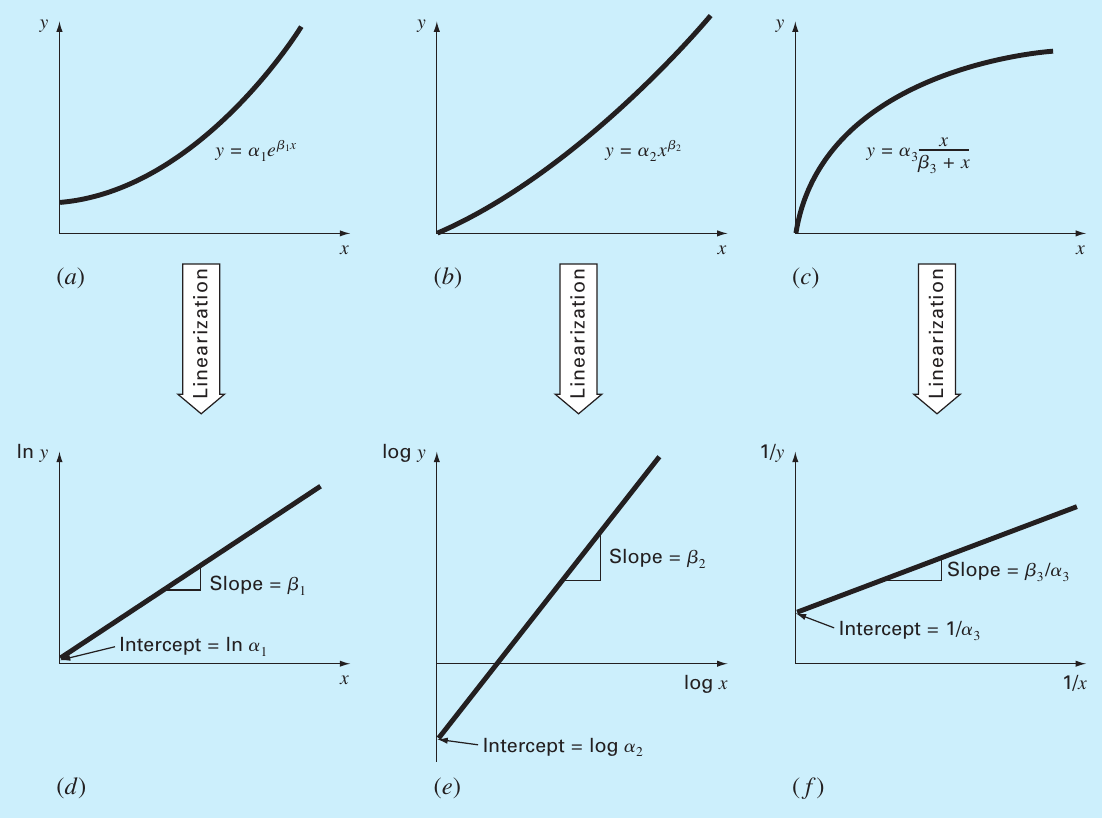 y
y = α₁e^{β₁x}
x
(a)
y
y = α₂x^{β₂}
x
(b)
y
y = α₃ x / (β₃ + x)
x
(c)
Linearization
Linearization
Linearization
ln y
Slope = β₁
Intercept = ln α₁
x
(d)
log y
Slope = β₂
log x
Intercept = log α₂
(e)
1/y
Slope = β₃/α₃
Intercept = 1/α₃
1/x
(f)